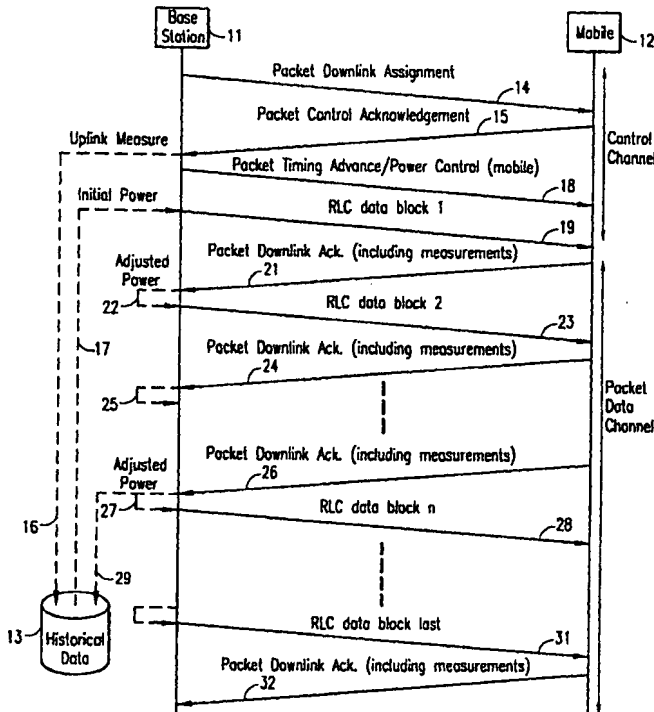 Base
Station
11
Mobile
12
Packet Downlink Assignment
14
Packet Control Acknowledgement
15
Uplink Measure
Control
Channel
Packet Timing Advance/Power Control (mobile)
18
Initial Power
RLC data block 1
19
Packet Downlink Ack. (including measurements)
21
Adjusted
Power
22
RLC data block 2
23
17
Packet Downlink Ack. (including measurements)
24
25
Packet
Data
Channel
Packet Downlink Ack. (including measurements)
26
Adjusted
Power
27
RLC data block n
28
16
29
13
Historical
Data
RLC data block last
31
Packet Downlink Ack. (including measurements)
32